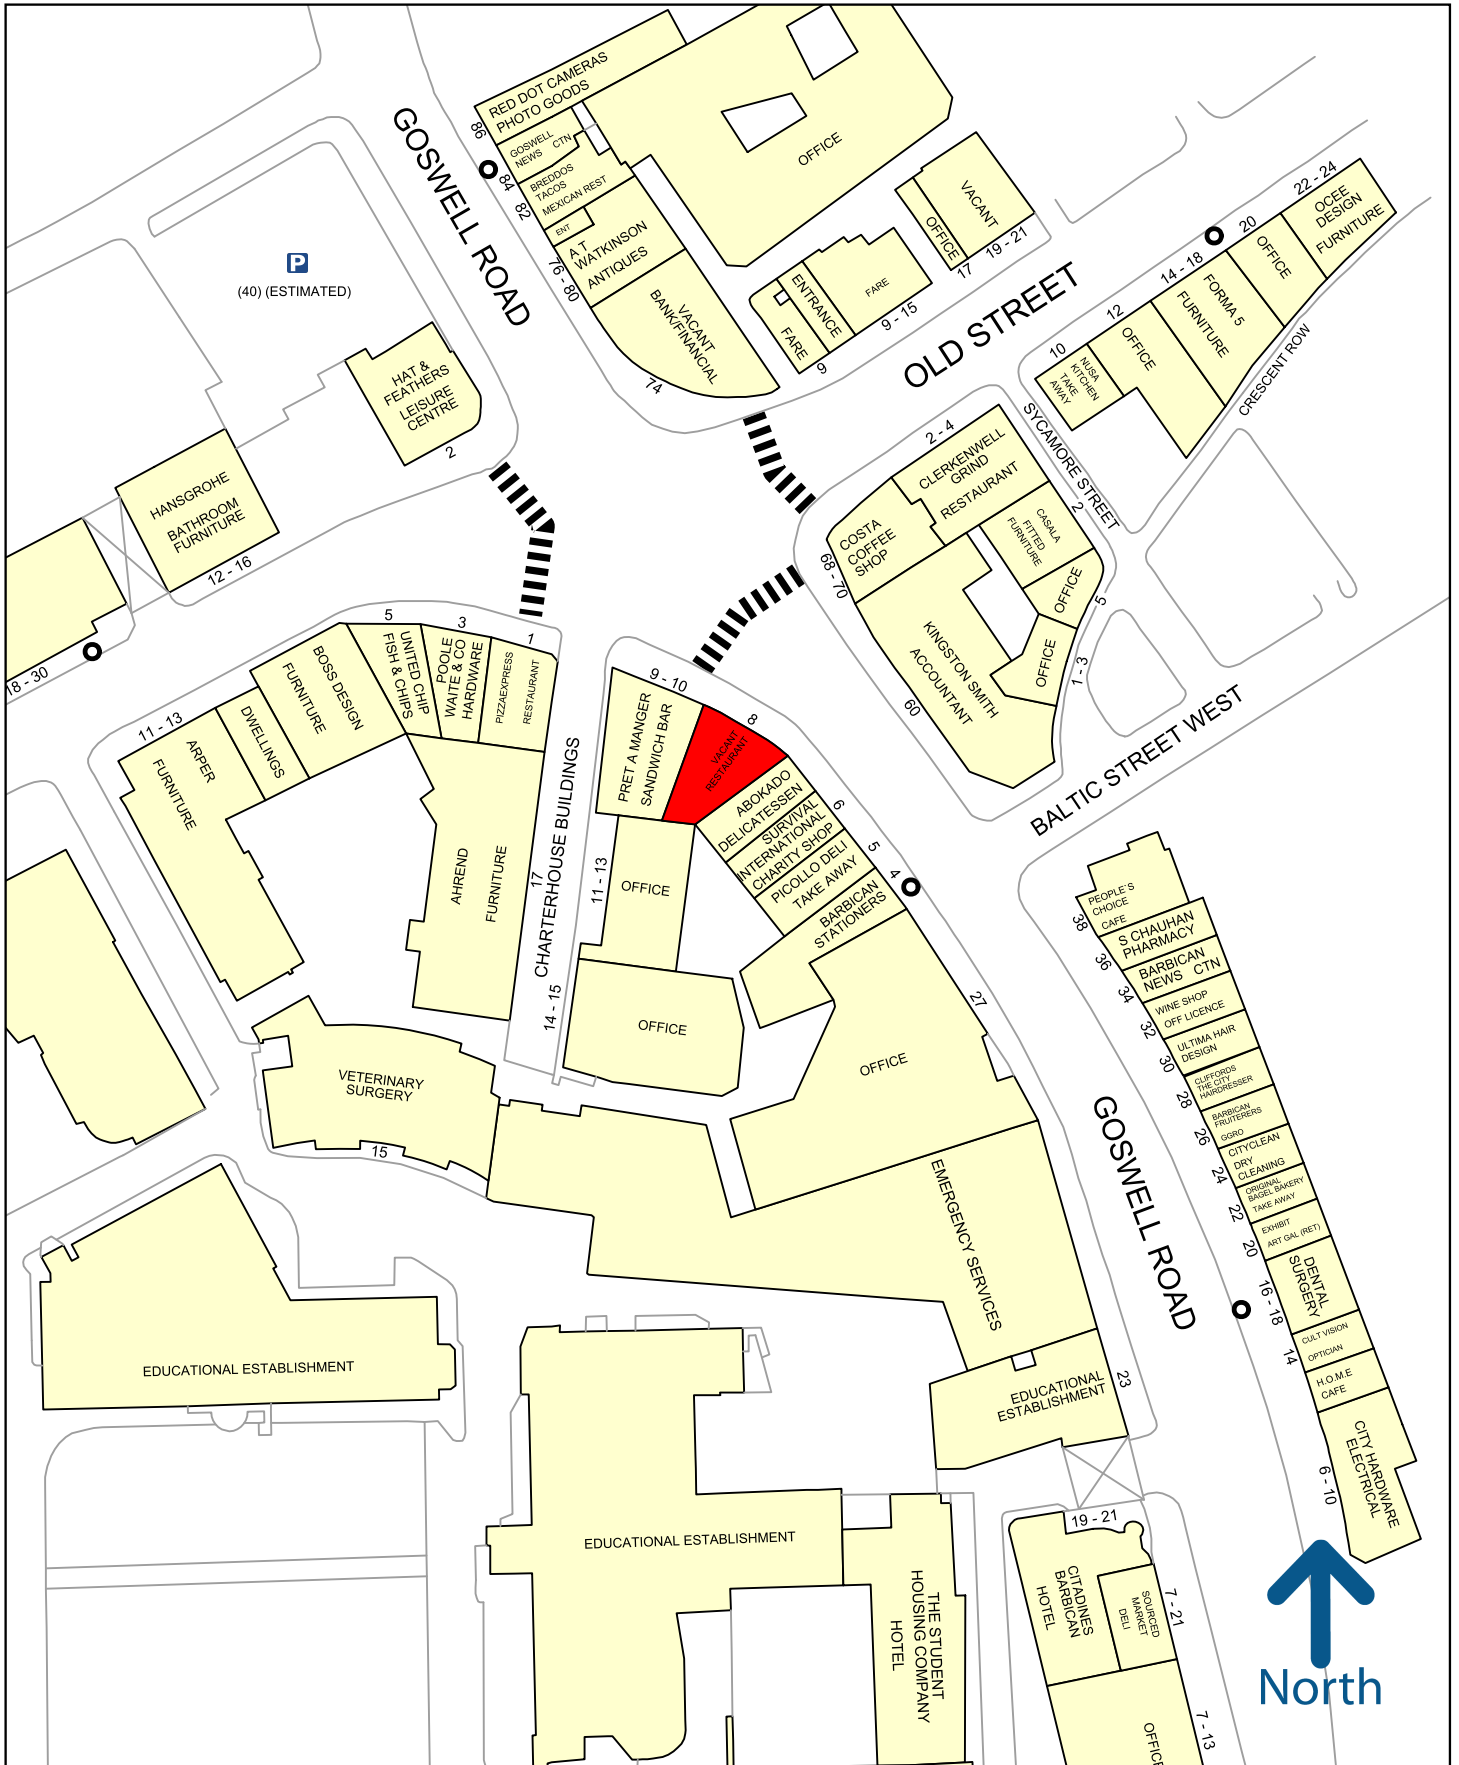 RED DOT CAMERAS
PHOTO GOODS
86
GOSWELL
NEWS CTN
84
BREDDOS
TACOS
MEXICAN REST
82
ENT
A.T
WATKINSON
ANTIQUES
76 - 80
VACANT
BANK/FINANCIAL
74
GOSWELL ROAD
OFFICE
VACANT
OFFICE
19 - 21
17
FARE
ENTRANCE
FARE
9 - 15
9
OLD STREET
22 - 24
OCEE
DESIGN
FURNITURE
20
OFFICE
14 - 18
FORMA 5
FURNITURE
12
OFFICE
10
NUSA
KITCHEN
TAKE
AWAY
CRESCENT ROW
SYCAMORE STREET
P
(40) (ESTIMATED)
HAT &
FEATHERS
LEISURE
CENTRE
2
HANSGROHE
BATHROOM
FURNITURE
12 - 16
18 - 30
2 - 4
CLERKENWELL
GRIND
RESTAURANT
COSTA
COFFEE
SHOP
68 - 70
2
CASALA
FITTED
FURNITURE
OFFICE
5
OFFICE
1 - 3
KINGSTON SMITH
ACCOUNTANT
60
BALTIC STREET WEST
5
UNITED CHIP
FISH & CHIPS
3
POOLE
WAITE & CO
HARDWARE
1
PIZZAEXPRESS
RESTAURANT
BOSS DESIGN
FURNITURE
DWELLINGS
11 - 13
ARPER
FURNITURE
AHREND
FURNITURE
17
CHARTERHOUSE BUILDINGS
9 - 10
PRET A MANGER
SANDWICH BAR
8
VACANT
RESTAURANT
ABOKADO
DELICATESSEN
6
SURVIVAL
INTERNATIONAL
CHARITY SHOP
5
PICOLLO DELI
TAKE AWAY
4
BARBICAN
STATIONERS
11 - 13
OFFICE
14 - 15
OFFICE
27
OFFICE
VETERINARY
SURGERY
15
EMERGENCY SERVICES
GOSWELL ROAD
38
PEOPLE'S
CHOICE
CAFE
36
S CHAUHAN
PHARMACY
34
BARBICAN
NEWS CTN
32
WINE SHOP
OFF LICENCE
30
ULTIMA HAIR
DESIGN
28
CLIFFORDS
THE CITY
HAIRDRESSER
26
BARBICAN
FRUITERERS
GGRO
24
CITYCLEAN
DRY
CLEANING
22
ORIGINAL
BAGEL BAKERY
TAKE AWAY
20
EXHIBIT
ART GAL (RET)
16 - 18
DENTAL
SURGERY
14
CULT VISION
OPTICIAN
H.O.M.E
CAFE
6 - 10
CITY HARDWARE
ELECTRICAL
EDUCATIONAL ESTABLISHMENT
EDUCATIONAL
ESTABLISHMENT
23
EDUCATIONAL ESTABLISHMENT
THE STUDENT
HOUSING COMPANY
HOTEL
19 - 21
CITADINES
BARBICAN
HOTEL
SOURCED
MARKET
DELI
7 - 21
OFFICE
7 - 13
North